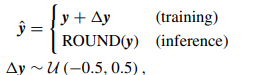 ŷ = { y + Δy (training)
ROUND(y) (inference)
Δy ∼ 𝒰 (−0.5, 0.5) ,